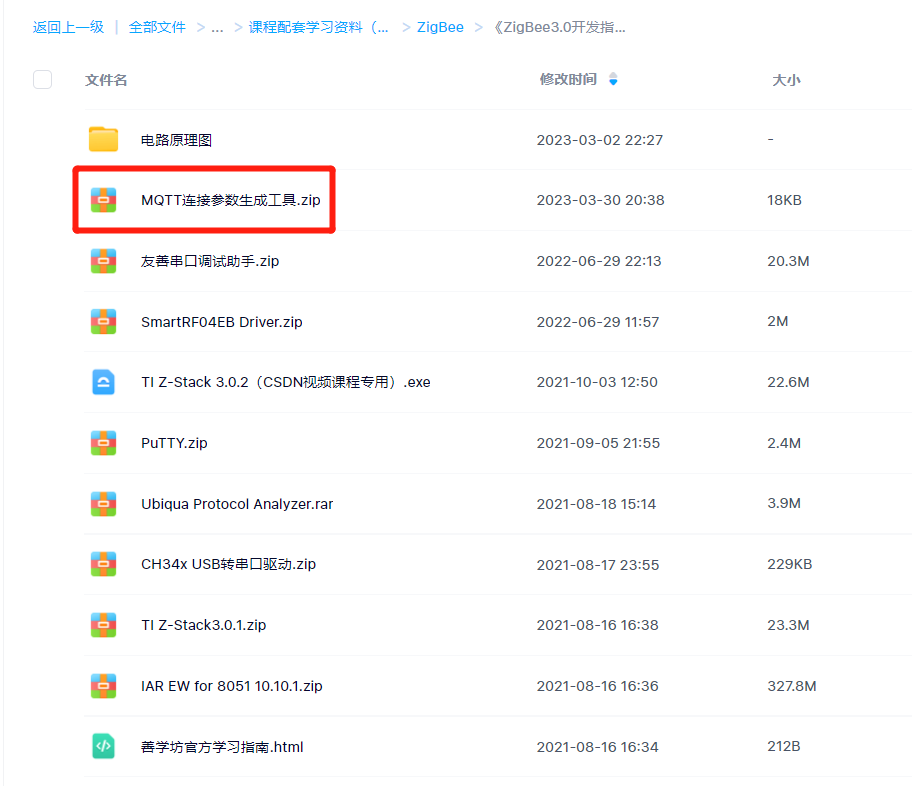 返回上一级 | 全部文件 > ... > 课程配套学习资料（... > ZigBee > 《ZigBee3.0开发指...
文件名 修改时间 大小
电路原理图 2023-03-02 22:27 -
MQTT连接参数生成工具.zip 2023-03-30 20:38 18KB
友善串口调试助手.zip 2022-06-29 22:13 20.3M
SmartRF04EB Driver.zip 2022-06-29 11:57 2M
TI Z-Stack 3.0.2（CSDN视频课程专用）.exe 2021-10-03 12:50 22.6M
PuTTY.zip 2021-09-05 21:55 2.4M
Ubiqua Protocol Analyzer.rar 2021-08-18 15:14 3.9M
CH34x USB转串口驱动.zip 2021-08-17 23:55 229KB
TI Z-Stack3.0.1.zip 2021-08-16 16:38 23.3M
IAR EW for 8051 10.10.1.zip 2021-08-16 16:36 327.8M
善学坊官方学习指南.html 2021-08-16 16:34 212B